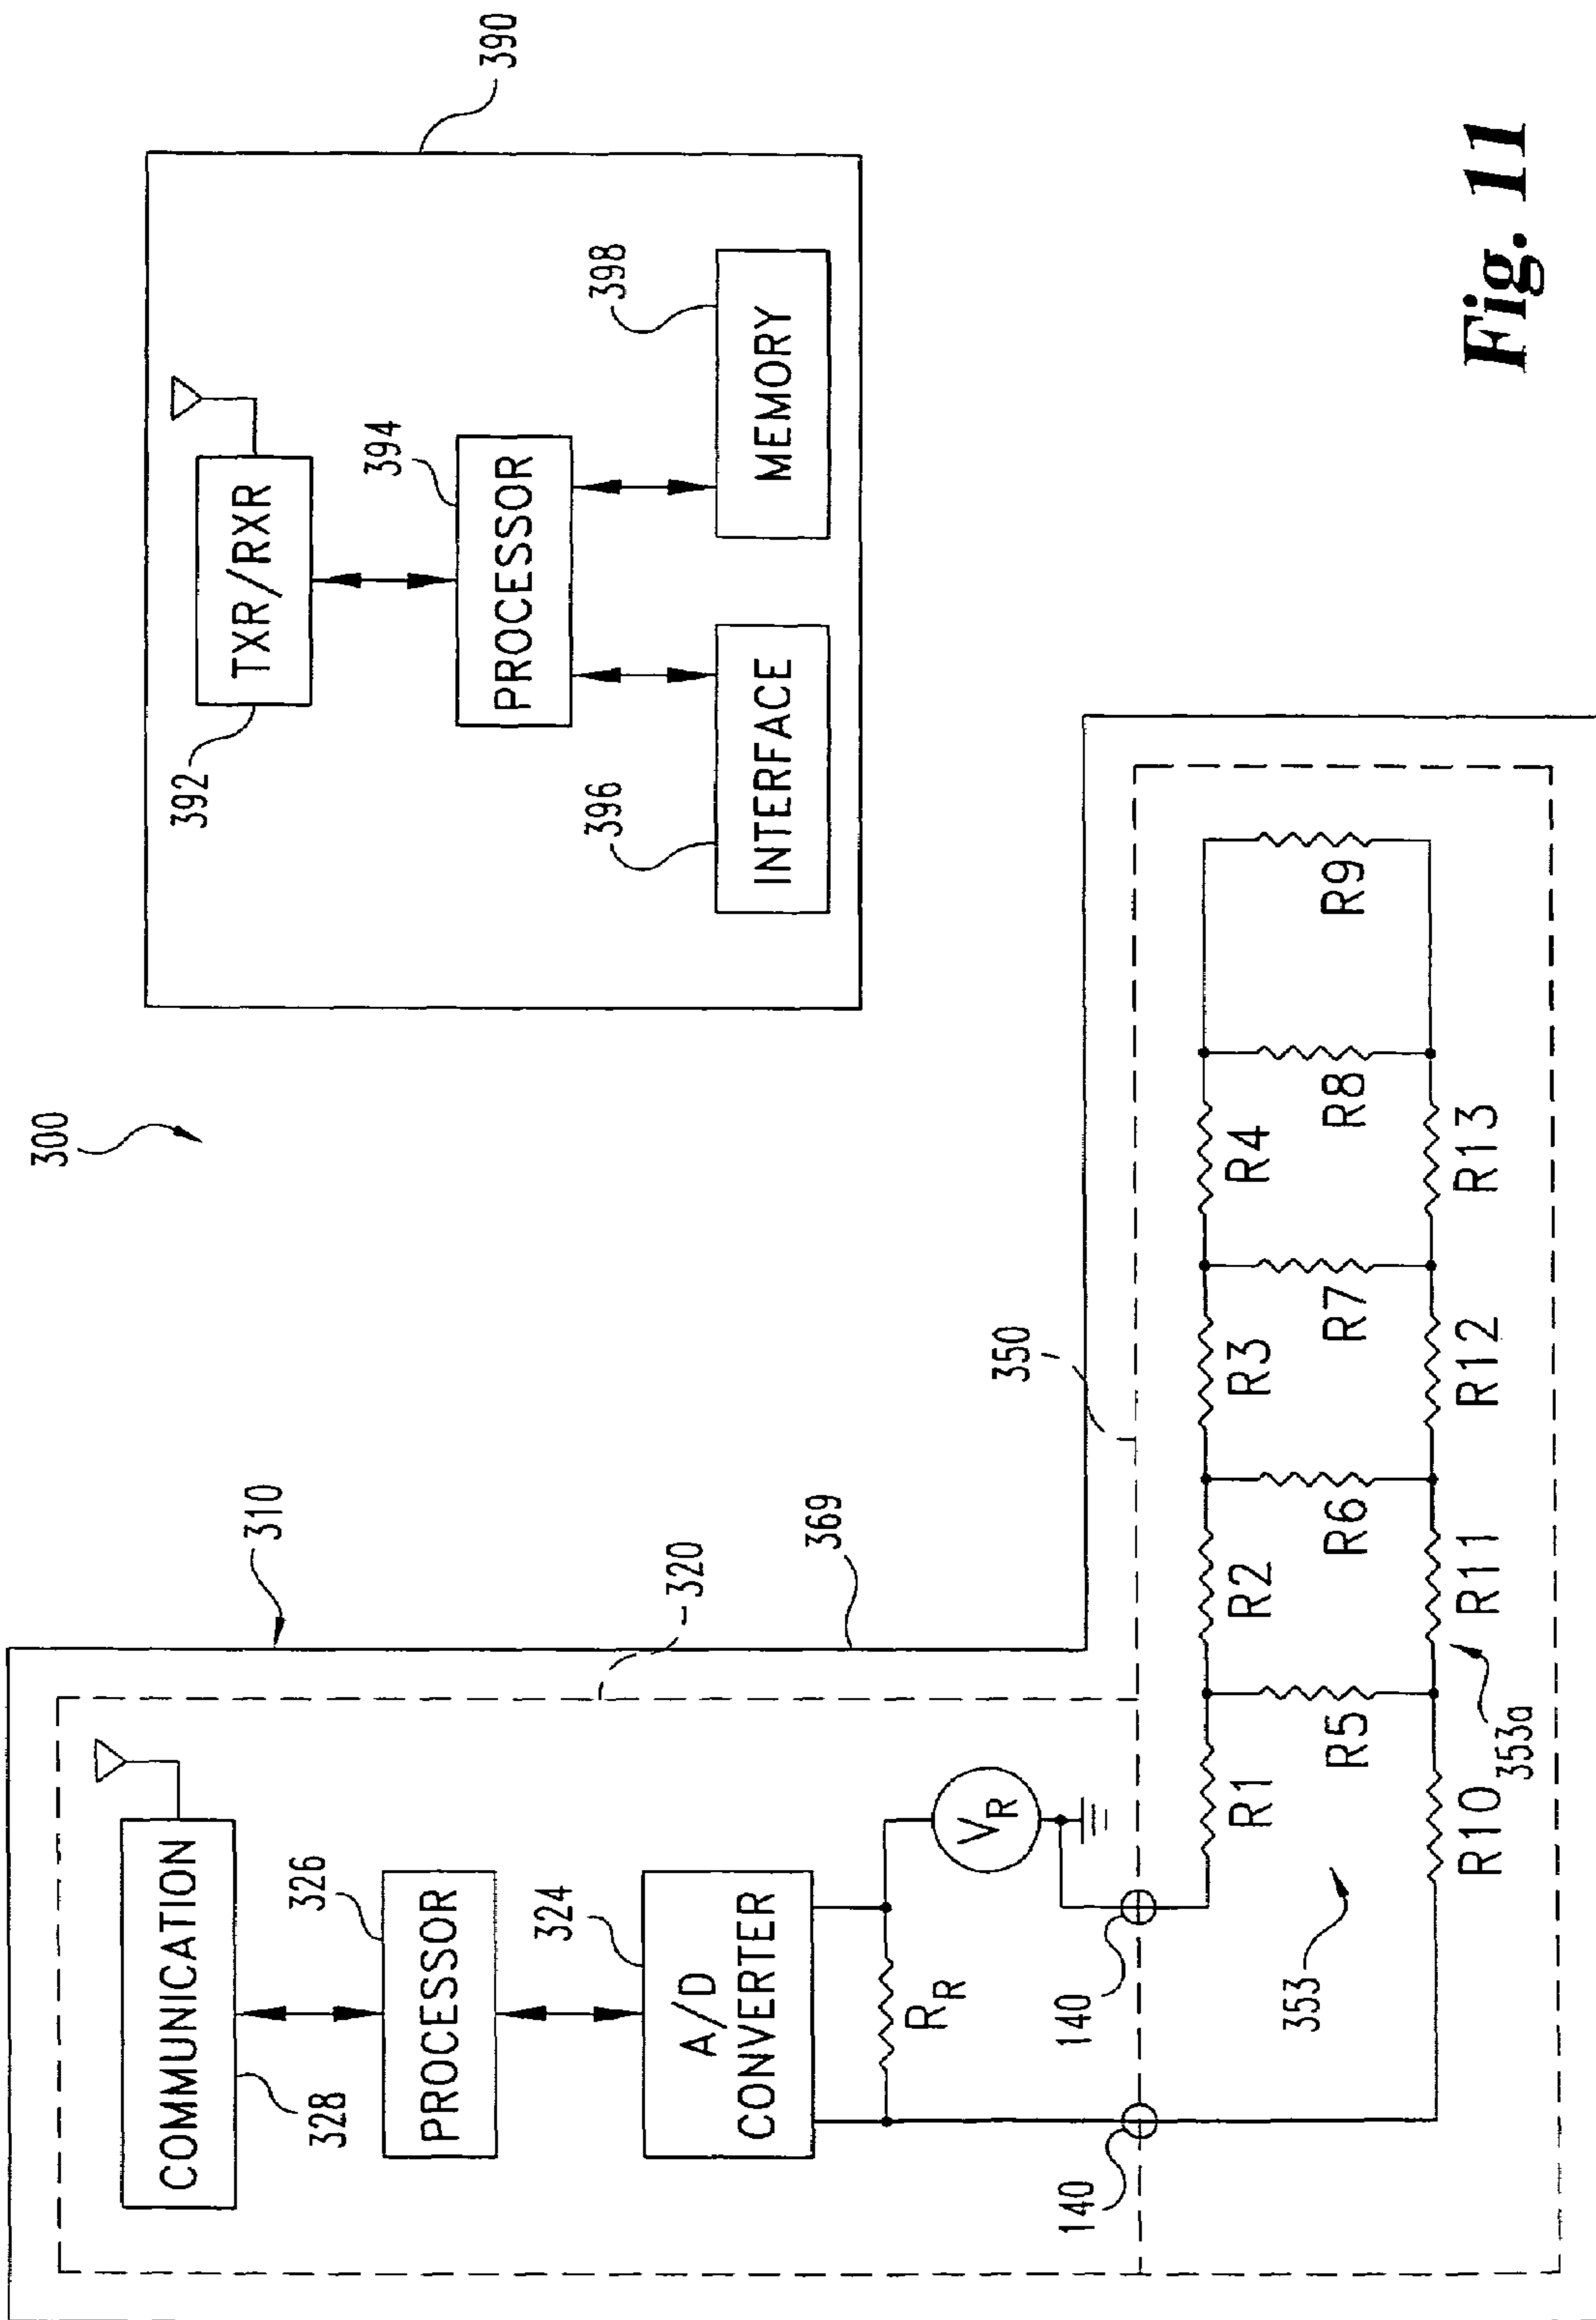 300
310
328
COMMUNICATION
326
PROCESSOR
324
A/D
CONVERTER
R_R
V_R
320
369
140
140
350
353
353a
R1
R2
R3
R4
R5
R6
R7
R8
R9
R10
R11
R12
R13
390
392
TXR/RXR
394
PROCESSOR
396
INTERFACE
398
MEMORY
Fig. 11